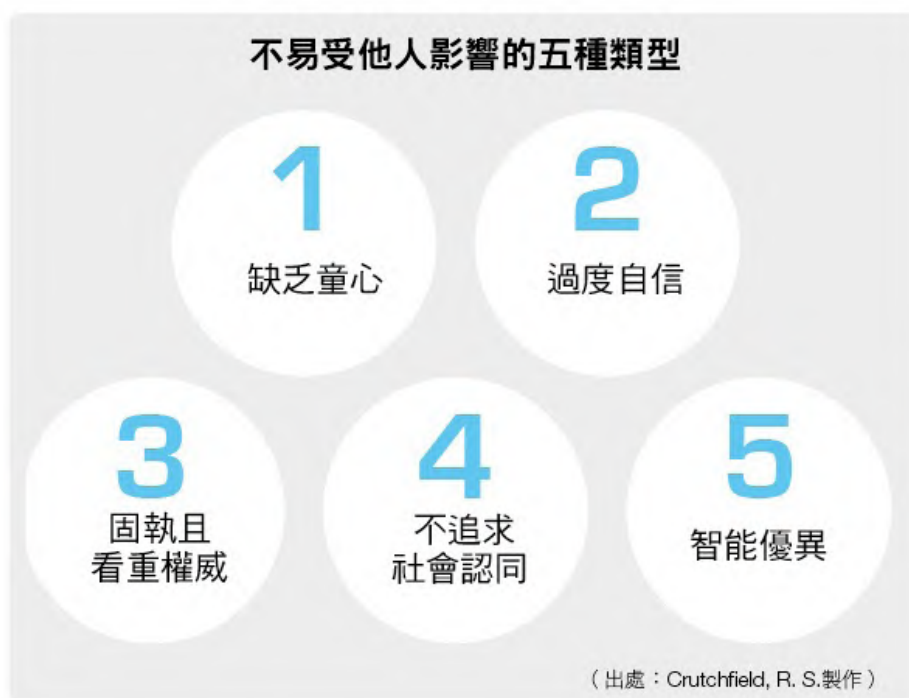 不易受他人影響的五種類型
1
缺乏童心
2
過度自信
3
固執且
看重權威
4
不追求
社會認同
5
智能優異
（出處：Crutchfield, R. S.製作）